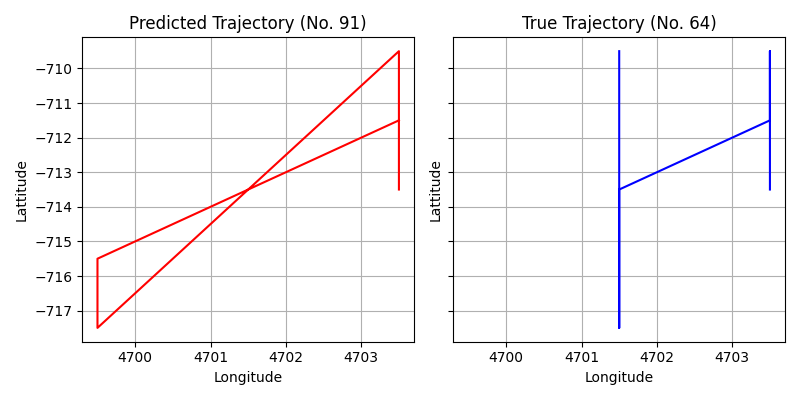 Predicted Trajectory (No. 91)
True Trajectory (No. 64)
−710
−711
−712
−713
−714
−715
−716
−717
Lattitude
4700
4701
4702
4703
Longitude
Lattitude
4700
4701
4702
4703
Longitude